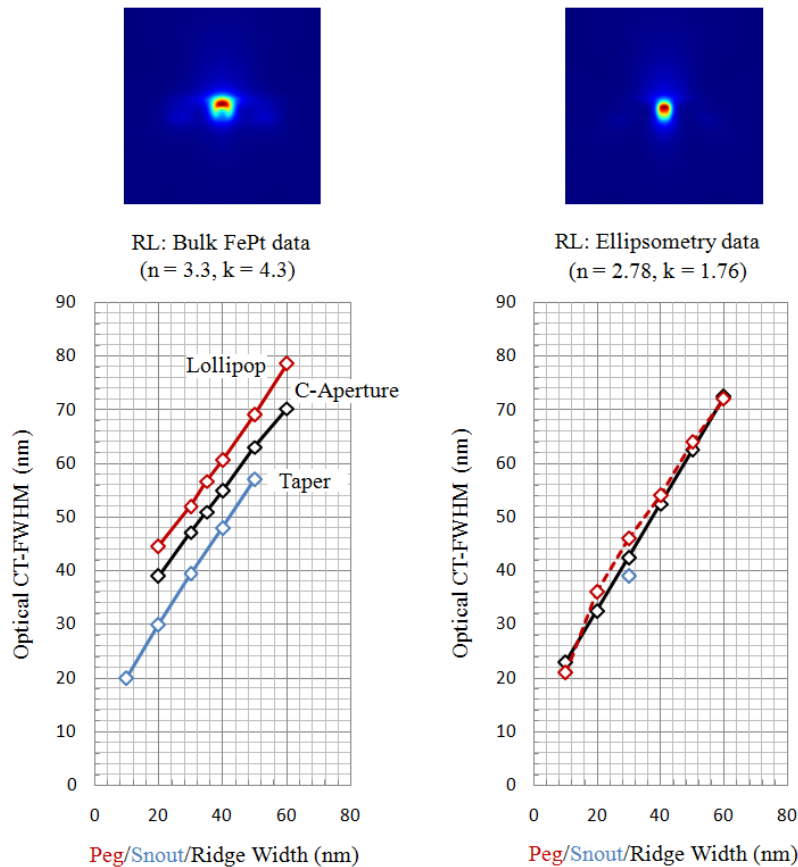 RL: Bulk FePt data
(n = 3.3, k = 4.3)
RL: Ellipsometry data
(n = 2.78, k = 1.76)
90
80
70
60
50
40
30
20
10
0
Optical CT-FWHM (nm)
Lollipop
C-Aperture
Taper
0 20 40 60 80
Peg/Snout/Ridge Width (nm)
90
80
70
60
50
40
30
20
10
0
Optical CT-FWHM (nm)
0 20 40 60 80
Peg/Snout/Ridge Width (nm)